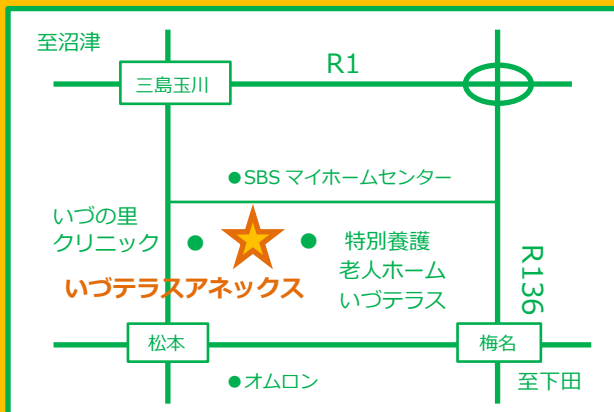 至沼津
R1
三島玉川
●SBS マイホームセンター
いづの里
クリニック
特別養護
老人ホーム
いづテラス
いづテラスアネックス
R136
松本
梅名
●オムロン
至下田